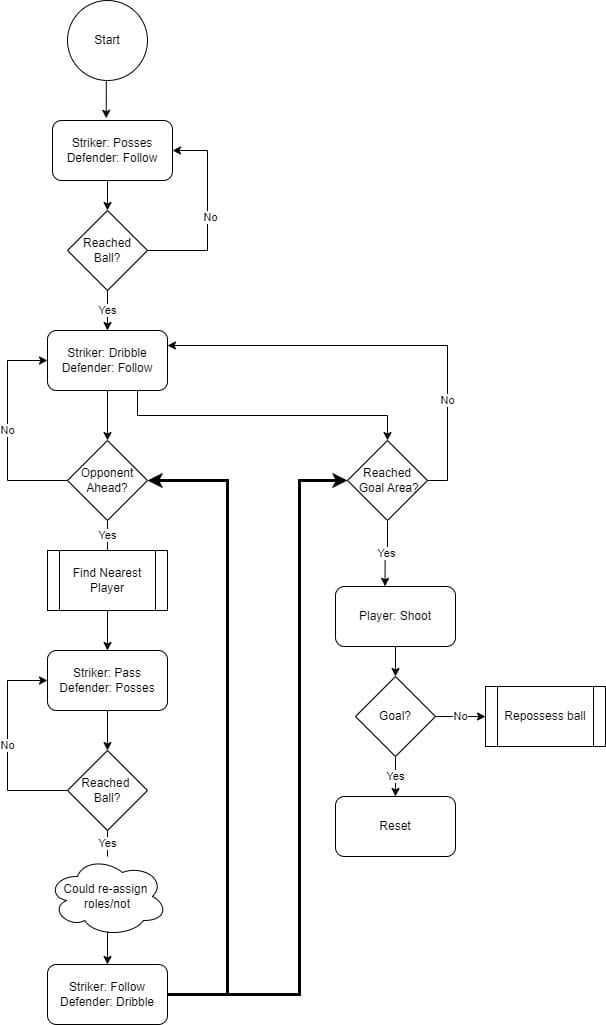 Start
Striker: Posses
Defender: Follow
No
Reached
Ball?
Yes
Striker: Dribble
Defender: Follow
No
No
Opponent
Ahead?
Reached
Goal Area?
Yes
Yes
Find Nearest
Player
Player: Shoot
Striker: Pass
Defender: Posses
Goal?
No
Repossess ball
No
Yes
Reached
Ball?
Reset
Yes
Could re-assign
roles/not
Striker: Follow
Defender: Dribble